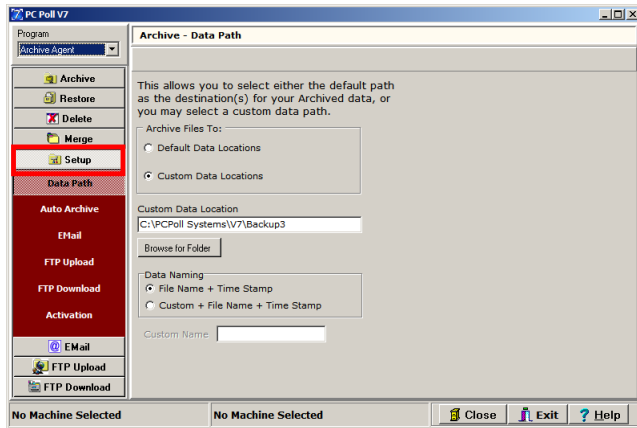 PC Poll V7
Program
Archive Agent
Archive
Restore
Delete
Merge
Setup
Data Path
Auto Archive
EMail
FTP Upload
FTP Download
Activation
EMail
FTP Upload
FTP Download
Archive - Data Path
This allows you to select either the default path
as the destination(s) for your Archived data, or
you may select a custom data path.
Archive Files To:
Default Data Locations
Custom Data Locations
Custom Data Location
C:\PCPoll Systems\V7\Backup3
Browse for Folder
Data Naming
File Name + Time Stamp
Custom + File Name + Time Stamp
Custom Name
No Machine Selected
No Machine Selected
Close
Exit
Help